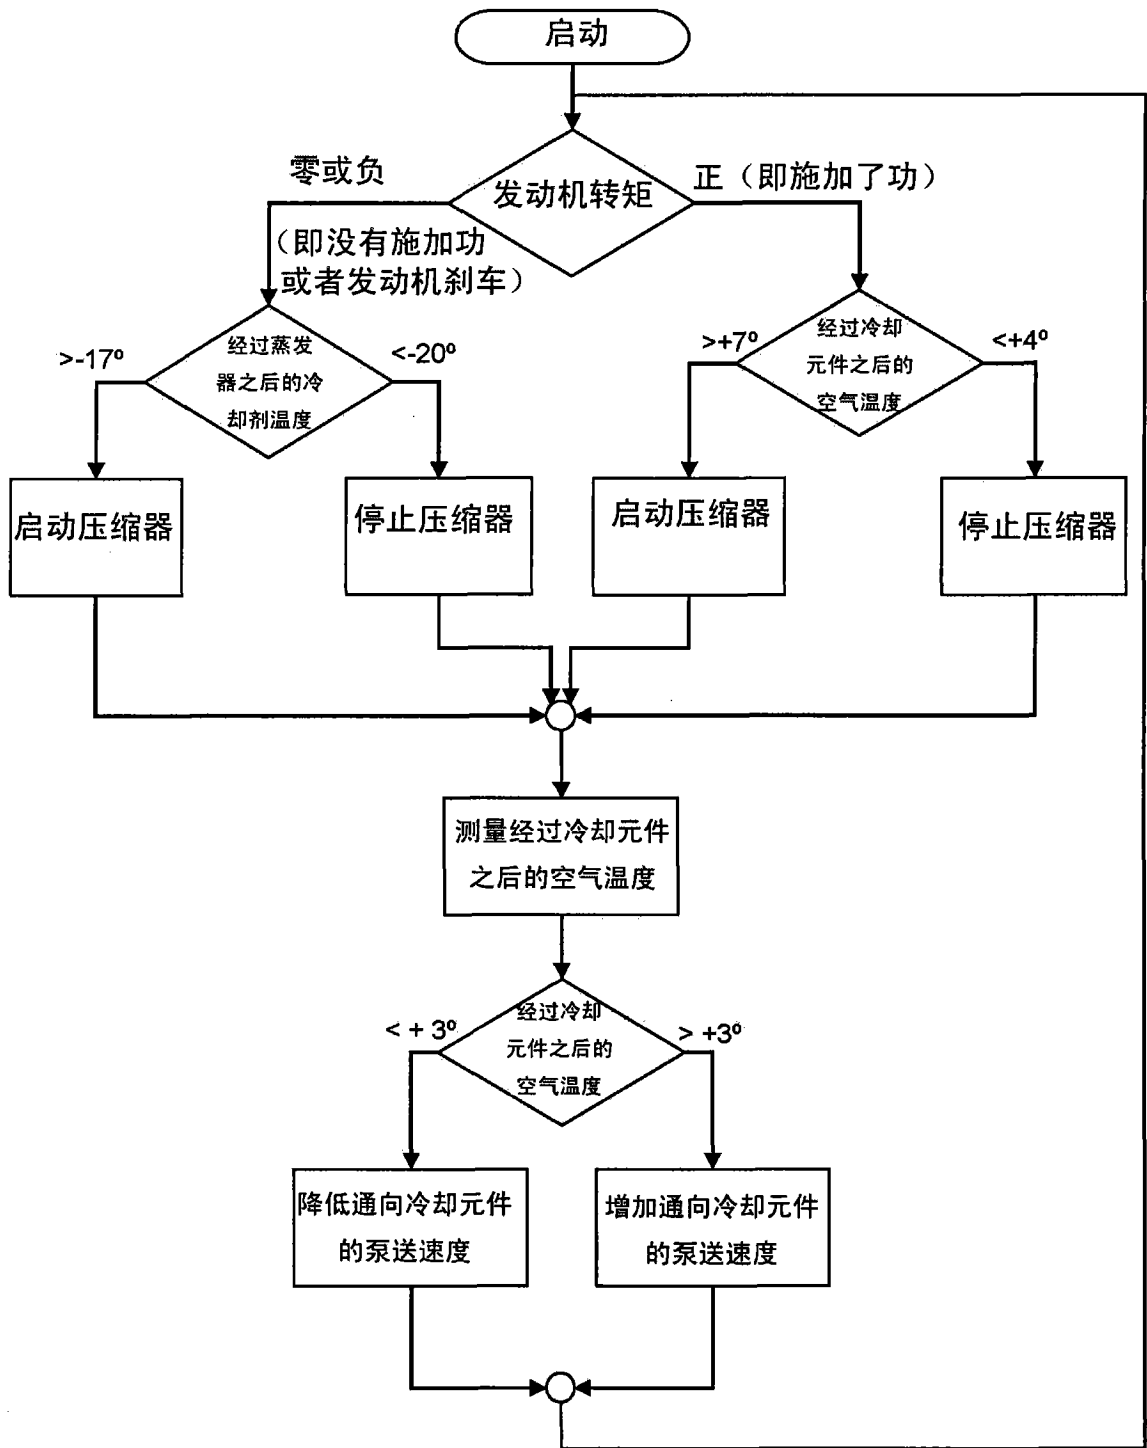 启动
发动机转矩
零或负
（即没有施加功
或者发动机刹车）
正（即施加了功）
经过蒸发
器之后的冷
却剂温度
>-17º
<-20º
经过冷却
元件之后的
空气温度
>+7º
<+4º
启动压缩器
停止压缩器
启动压缩器
停止压缩器
测量经过冷却元件
之后的空气温度
经过冷却
元件之后的
空气温度
< + 3º
> +3º
降低通向冷却元件
的泵送速度
增加通向冷却元件
的泵送速度